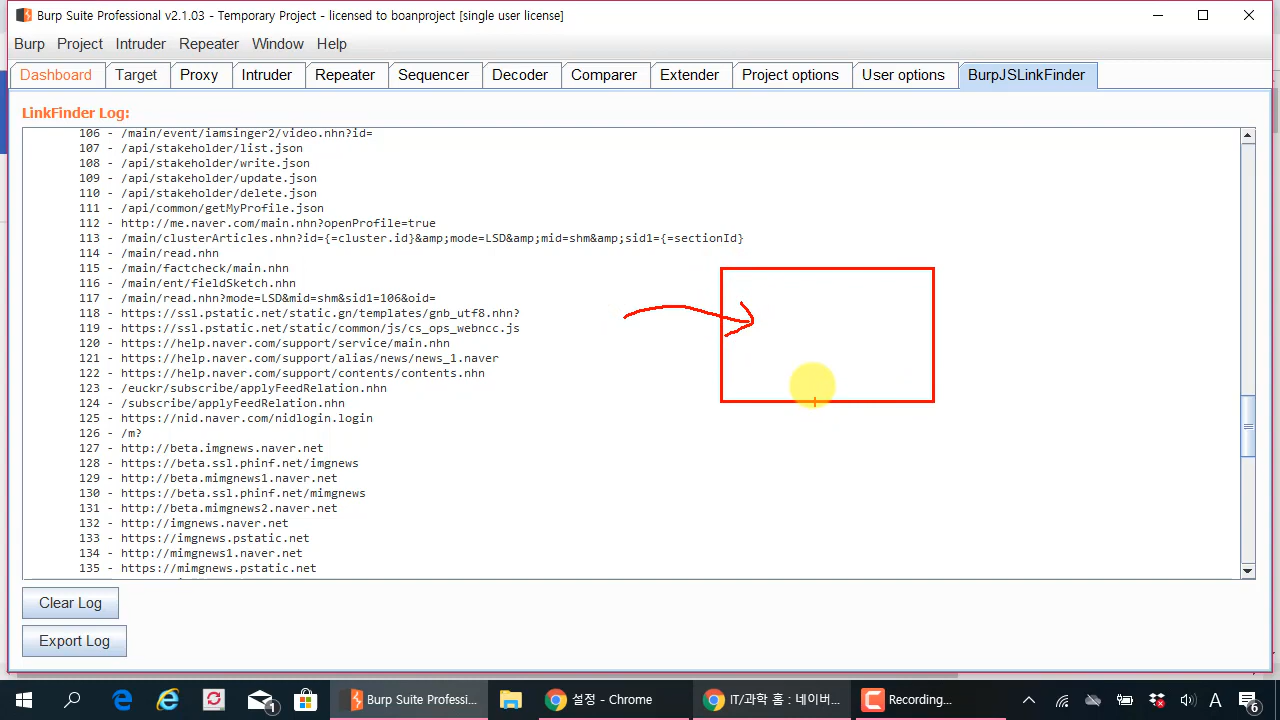 Burp Suite Professional v2.1.03 - Temporary Project - licensed to boanproject [single user license]
Burp Project Intruder Repeater Window Help
Dashboard Target Proxy Intruder Repeater Sequencer Decoder Comparer Extender Project options User options BurpJSLinkFinder
LinkFinder Log:
106 - /main/event/iamsinger2/video.nhn?id=
107 - /api/stakeholder/list.json
108 - /api/stakeholder/write.json
109 - /api/stakeholder/update.json
110 - /api/stakeholder/delete.json
111 - /api/common/getMyProfile.json
112 - http://me.naver.com/main.nhn?openProfile=true
113 - /main/clusterArticles.nhn?id={=cluster.id}&amp;mode=LSD&amp;mid=shm&amp;sid1={=sectionId}
114 - /main/read.nhn
115 - /main/factcheck/main.nhn
116 - /main/ent/fieldSketch.nhn
117 - /main/read.nhn?mode=LSD&mid=shm&sid1=106&oid=
118 - https://ssl.pstatic.net/static.gn/templates/gnb_utf8.nhn?
119 - https://ssl.pstatic.net/static/common/js/cs_ops_webncc.js
120 - https://help.naver.com/support/service/main.nhn
121 - https://help.naver.com/support/alias/news/news_1.naver
122 - https://help.naver.com/support/contents/contents.nhn
123 - /euckr/subscribe/applyFeedRelation.nhn
124 - /subscribe/applyFeedRelation.nhn
125 - https://nid.naver.com/nidlogin.login
126 - /m?
127 - http://beta.imgnews.naver.net
128 - https://beta.ssl.phinf.net/imgnews
129 - http://beta.mimgnews1.naver.net
130 - https://beta.ssl.phinf.net/mimgnews
131 - http://beta.mimgnews2.naver.net
132 - http://imgnews.naver.net
133 - https://imgnews.pstatic.net
134 - http://mimgnews1.naver.net
135 - https://mimgnews.pstatic.net
Clear Log
Export Log
1 Burp Suite Professi... 설정 - Chrome IT/과학 홈 : 네이버... Recording... A 6